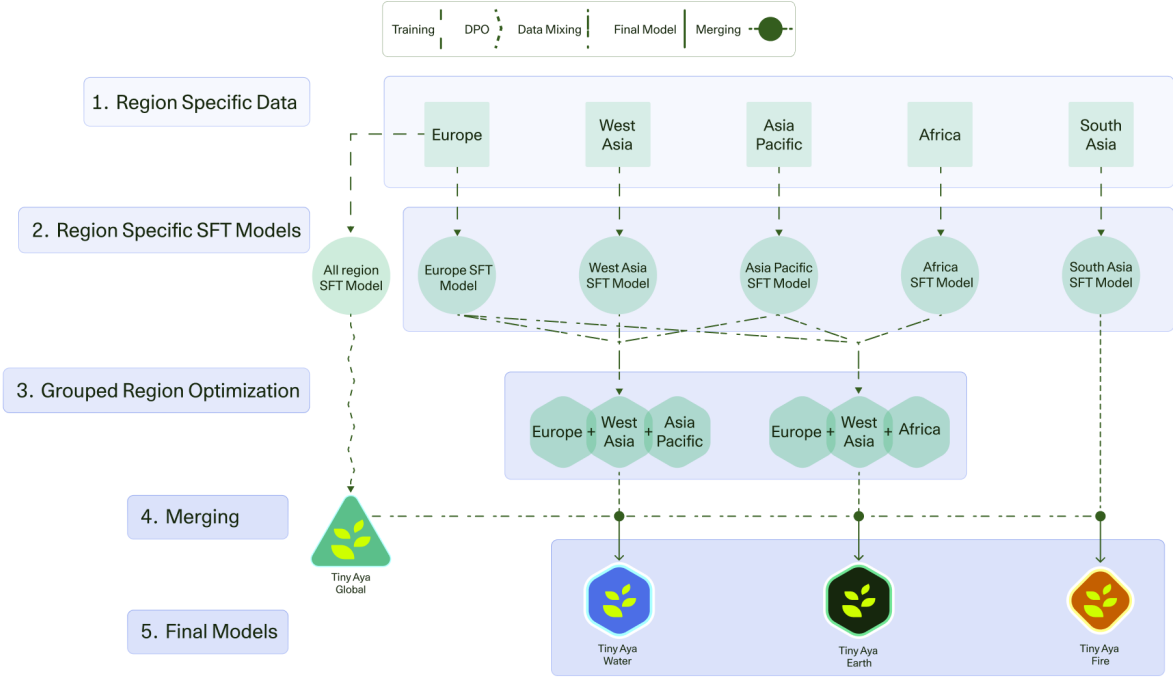 Training
DPO
Data Mixing
Final Model
Merging
1. Region Specific Data
Europe
West
Asia
Asia
Pacific
Africa
South
Asia
2. Region Specific SFT Models
All region
SFT Model
Europe SFT
Model
West Asia
SFT Model
Asia Pacific
SFT Model
Africa
SFT Model
South Asia
SFT Model
3. Grouped Region Optimization
Europe + West
Asia + Asia
Pacific
Europe + West
Asia + Africa
4. Merging
Tiny Aya
Global
5. Final Models
Tiny Aya
Water
Tiny Aya
Earth
Tiny Aya
Fire